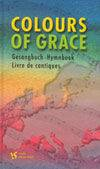 COLOURS
OF GRACE
Gesangbuch - Hymnbook
Livre de cantiques